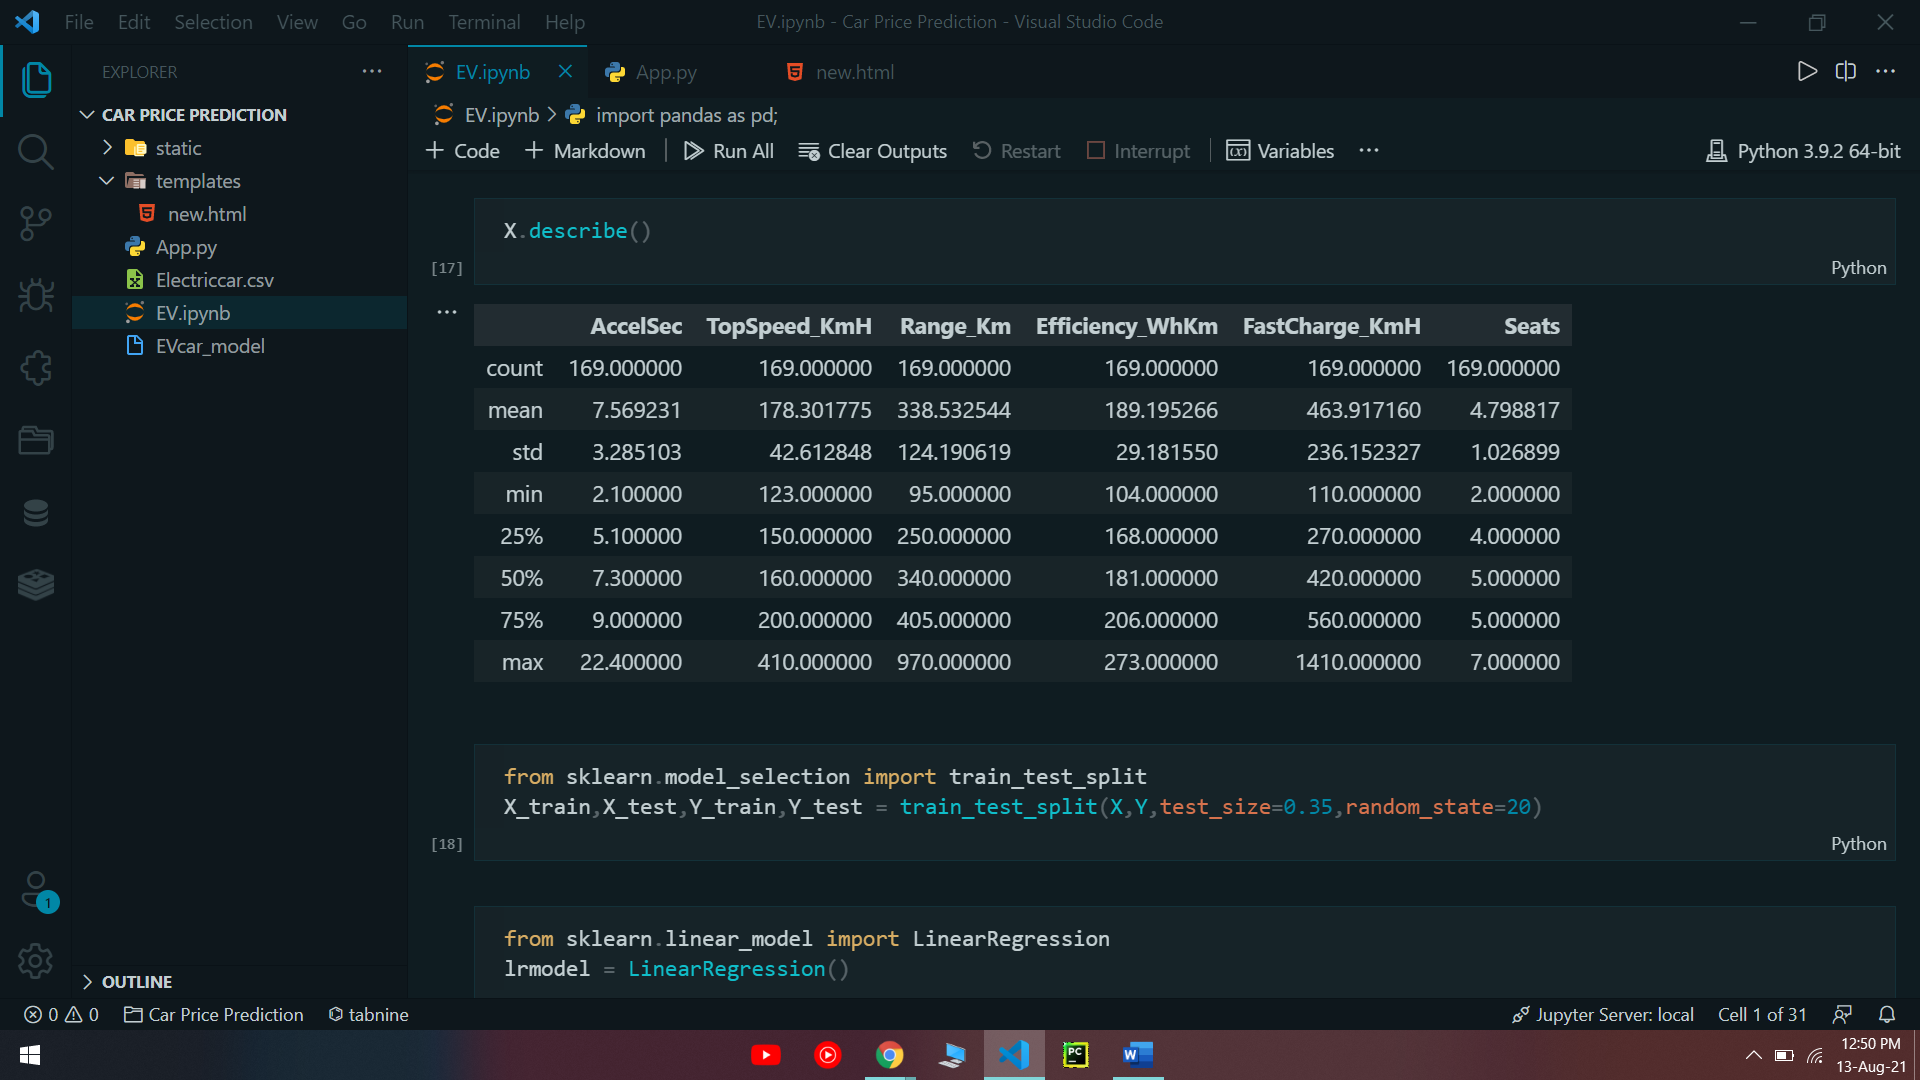 File Edit Selection View Go Run Terminal Help EV.ipynb - Car Price Prediction - Visual Studio Code
EXPLORER
EV.ipynb App.py new.html
CAR PRICE PREDICTION
static
templates
new.html
App.py
Electriccar.csv
EV.ipynb
EVcar_model
EV.ipynb > import pandas as pd;
+ Code + Markdown Run All Clear Outputs Restart Interrupt Variables ... Python 3.9.2 64-bit
X.describe()
[17] Python
AccelSec TopSpeed_KmH Range_Km Efficiency_WhKm FastCharge_KmH Seats
count 169.000000 169.000000 169.000000 169.000000 169.000000 169.000000
mean 7.569231 178.301775 338.532544 189.195266 463.917160 4.798817
std 3.285103 42.612848 124.190619 29.181550 236.152327 1.026899
min 2.100000 123.000000 95.000000 104.000000 110.000000 2.000000
25% 5.100000 150.000000 250.000000 168.000000 270.000000 4.000000
50% 7.300000 160.000000 340.000000 181.000000 420.000000 5.000000
75% 9.000000 200.000000 405.000000 206.000000 560.000000 5.000000
max 22.400000 410.000000 970.000000 273.000000 1410.000000 7.000000
from sklearn.model_selection import train_test_split
X_train,X_test,Y_train,Y_test = train_test_split(X,Y,test_size=0.35,random_state=20)
[18] Python
from sklearn.linear_model import LinearRegression
lrmodel = LinearRegression()
1
OUTLINE
0 0 Car Price Prediction tabnine Jupyter Server: local Cell 1 of 31
PC
W
12:50 PM
13-Aug-21